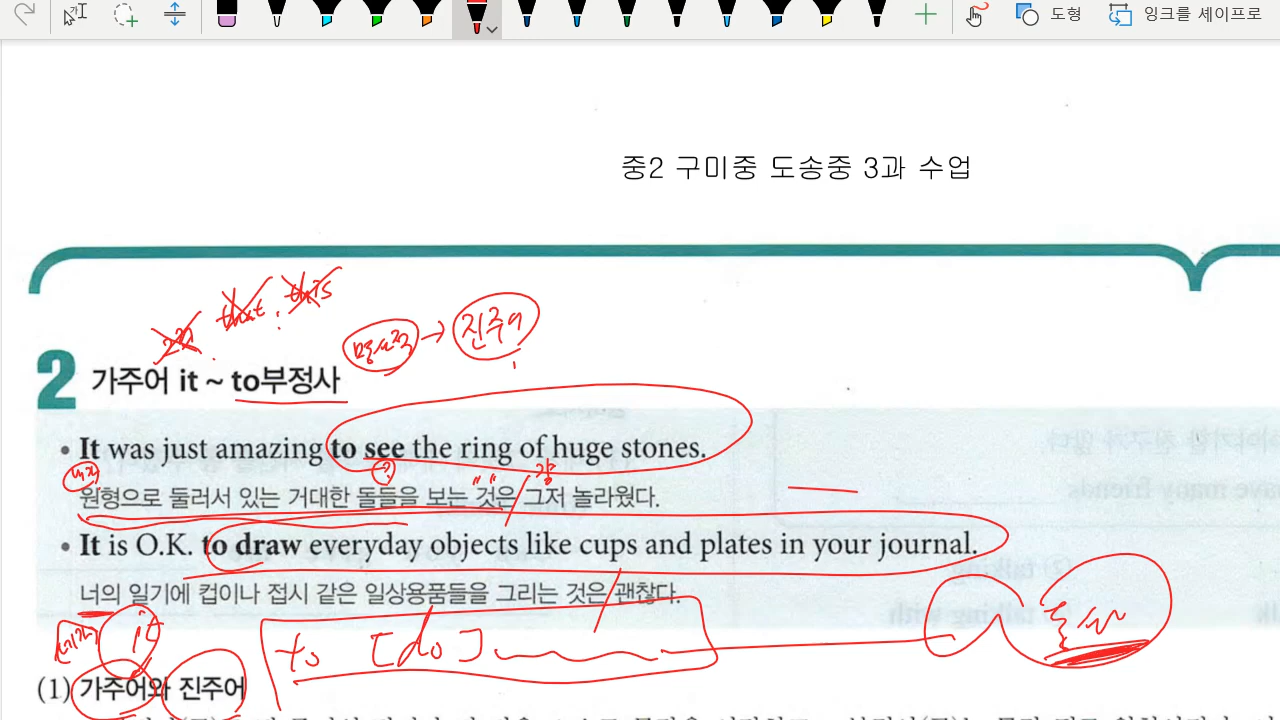 도형 잉크를 셰이프로
중2 구미중 도송중 3과 수업
that this
진주어
2 가주어 it ~ to부정사
• It was just amazing to see the ring of huge stones.
원형으로 둘러서 있는 거대한 돌들을 보는 것은 그저 놀라웠다.
• It is O.K. to draw everyday objects like cups and plates in your journal.
너의 일기에 컵이나 접시 같은 일상용품들을 그리는 것은 괜찮다.
it
to [do]
(1) 가주어와 진주어